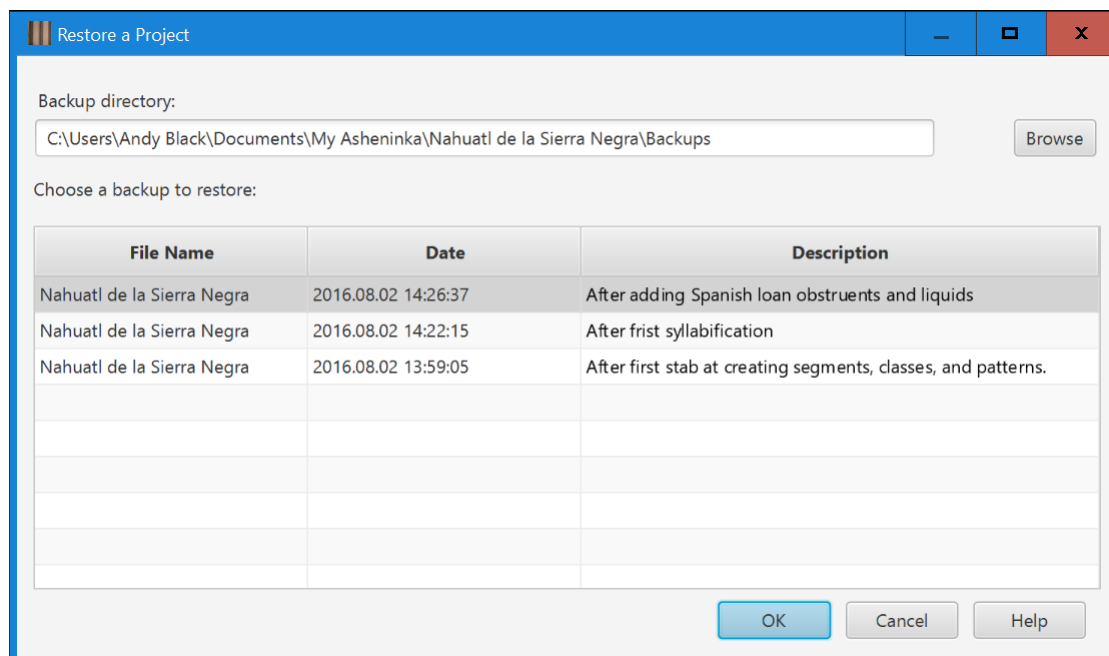 Restore a Project
Backup directory:
C:\Users\Andy Black\Documents\My Asheninka\Nahuatl de la Sierra Negra\Backups
Browse
Choose a backup to restore:
File Name Date Description
Nahuatl de la Sierra Negra 2016.08.02 14:26:37 After adding Spanish loan obstruents and liquids
Nahuatl de la Sierra Negra 2016.08.02 14:22:15 After frist syllabification
Nahuatl de la Sierra Negra 2016.08.02 13:59:05 After first stab at creating segments, classes, and patterns.
OK Cancel Help